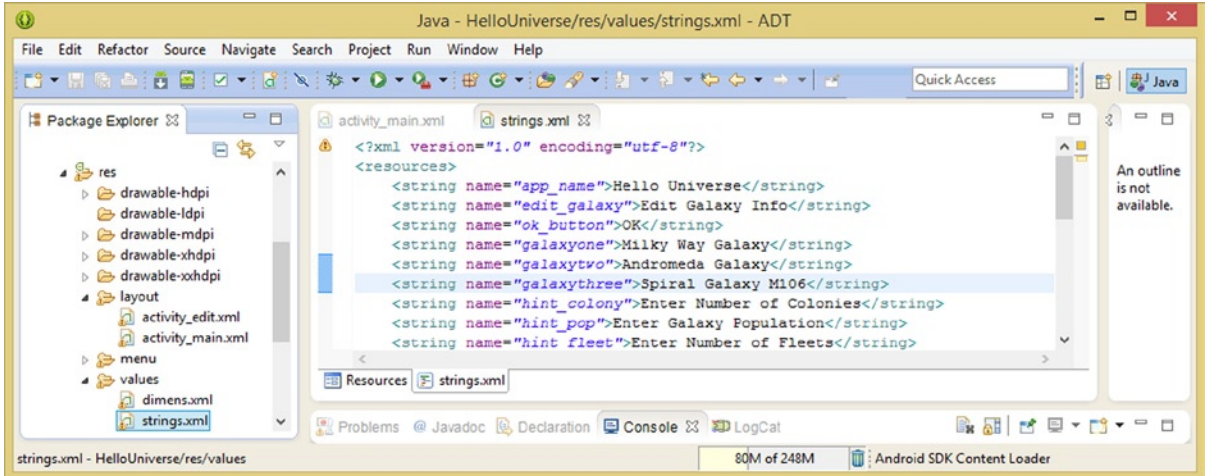 Java - HelloUniverse/res/values/strings.xml - ADT
File Edit Refactor Source Navigate Search Project Run Window Help
Quick Access
Java
Package Explorer
res
drawable-hdpi
drawable-ldpi
drawable-mdpi
drawable-xhdpi
drawable-xxhdpi
layout
activity_edit.xml
activity_main.xml
menu
values
dimens.xml
strings.xml
activity_main.xml strings.xml
<?xml version="1.0" encoding="utf-8"?>
<resources>
<string name="app_name">Hello Universe</string>
<string name="edit_galaxy">Edit Galaxy Info</string>
<string name="ok_button">OK</string>
<string name="galaxyone">Milky Way Galaxy</string>
<string name="galaxytwo">Andromeda Galaxy</string>
<string name="galaxythree">Spiral Galaxy M106</string>
<string name="hint_colony">Enter Number of Colonies</string>
<string name="hint_pop">Enter Galaxy Population</string>
<string name="hint_fleet">Enter Number of Fleets</string>
Resources strings.xml
An outline
is not
available.
Problems @ Javadoc Declaration Console LogCat
strings.xml - HelloUniverse/res/values
80M of 248M
Android SDK Content Loader